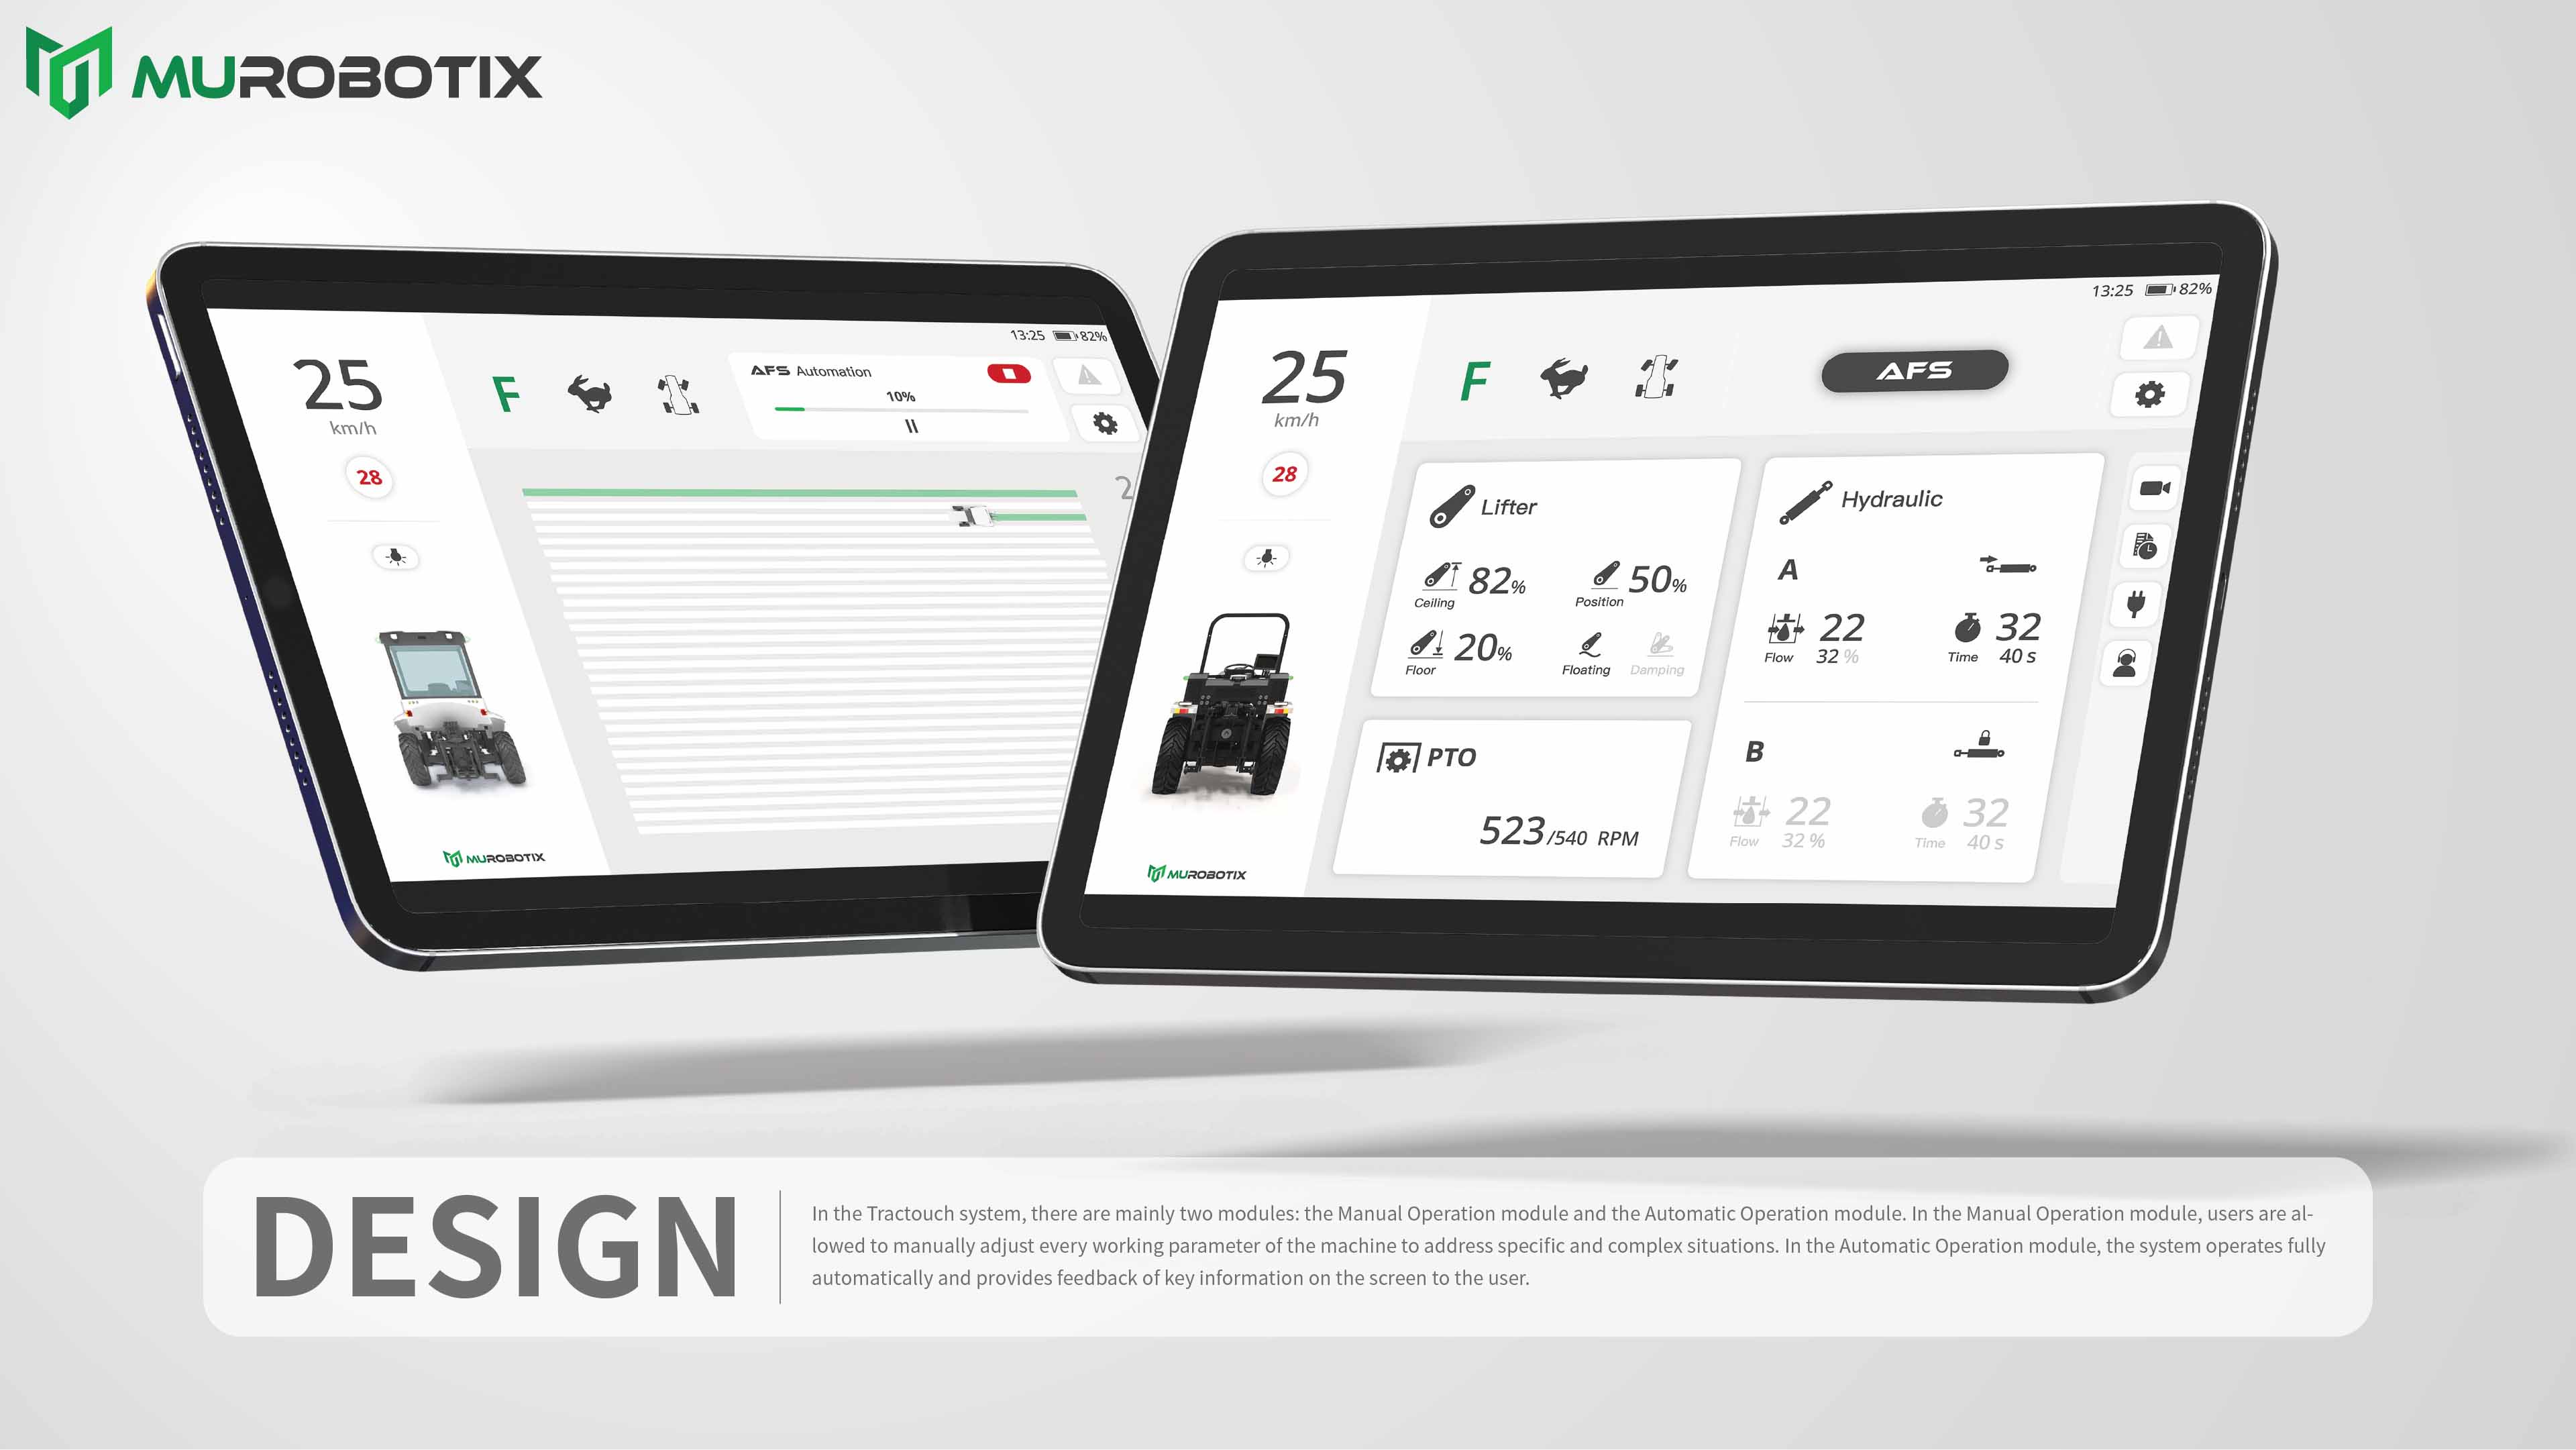 MUROBOTIX
13:25 82%
25
km/h
28
F
AFS Automation
10%
2
MUROBOTIX
13:25 82%
25
km/h
28
F
AFS
Lifter
82%
Ceiling
50%
Position
20%
Floor
Floating
Damping
PTO
523/540 RPM
Hydraulic
A
22
Flow 32 %
32
Time 40 s
B
22
Flow 32 %
32
Time 40 s
MUROBOTIX
DESIGN
In the Tractouch system, there are mainly two modules: the Manual Operation module and the Automatic Operation module. In the Manual Operation module, users are al-
lowed to manually adjust every working parameter of the machine to address specific and complex situations. In the Automatic Operation module, the system operates fully
automatically and provides feedback of key information on the screen to the user.